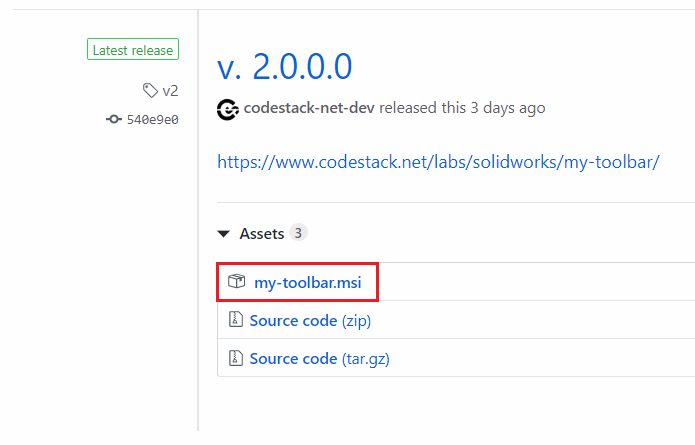 Latest release
v2
540e9e0
v. 2.0.0.0
codestack-net-dev released this 3 days ago
https://www.codestack.net/labs/solidworks/my-toolbar/
Assets 3
my-toolbar.msi
Source code (zip)
Source code (tar.gz)